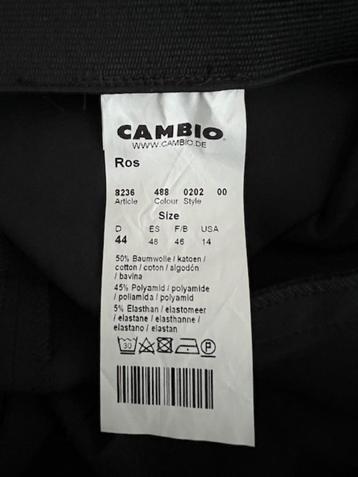 CAMBIO
WWW.CAMBIO.DE
Ros
8236 488 0202 00
Article Colour Style
Size
D ES F/B USA
44 48 46 14
50% Baumwolle / katoen /
cotton / coton / algodón
/ bavlna
45% Polyamid / polyamide
/ poliamida / polyamid
5% Elasthan / elastomeer
/ elastane / elasthanne /
elastano / elastan
30 P